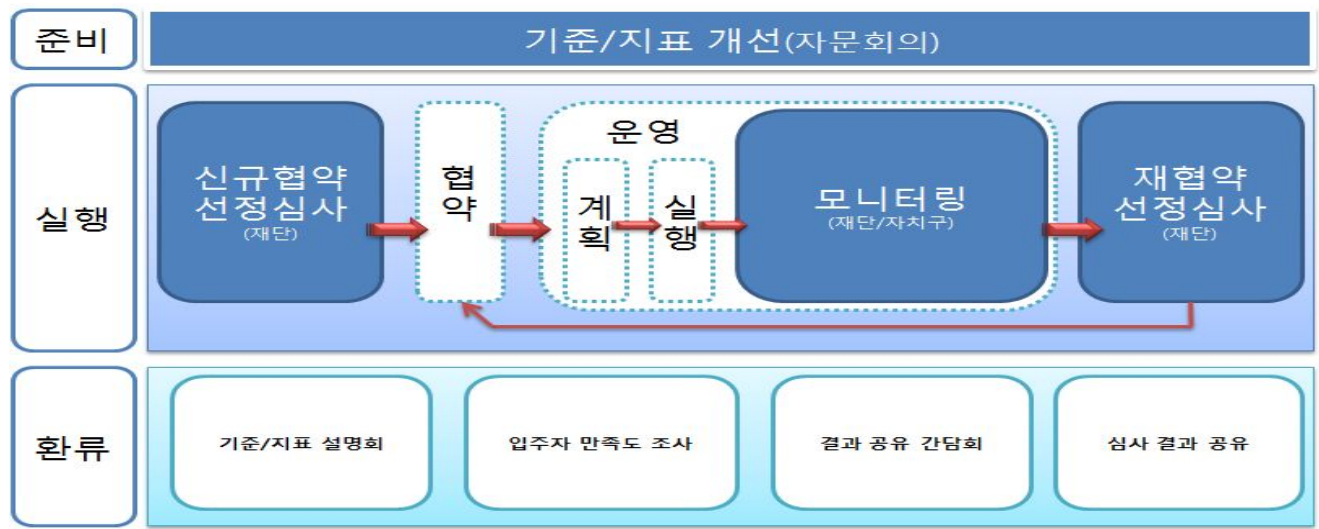 준비
기준/지표 개선(자문회의)
실행
신규협약
선정심사
(재단)
협
약
운영
계
획
실
행
모니터링
(재단/자치구)
재협약
선정심사
(재단)
환류
기준/지표 설명회
입주자 만족도 조사
결과 공유 간담회
심사 결과 공유